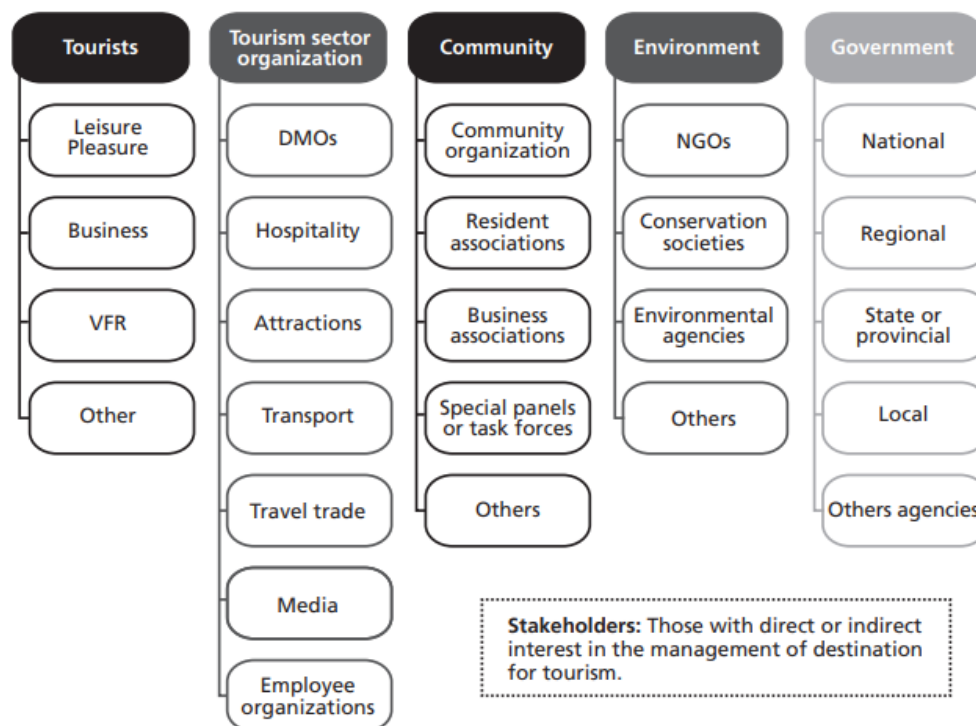 Tourists
Leisure
Pleasure
Business
VFR
Other
Tourism sector
organization
DMOs
Hospitality
Attractions
Transport
Travel trade
Media
Employee
organizations
Community
Community
organization
Resident
associations
Business
associations
Special panels
or task forces
Others
Environment
NGOs
Conservation
societies
Environmental
agencies
Others
Government
National
Regional
State or
provincial
Local
Others agencies
Stakeholders: Those with direct or indirect
interest in the management of destination
for tourism.